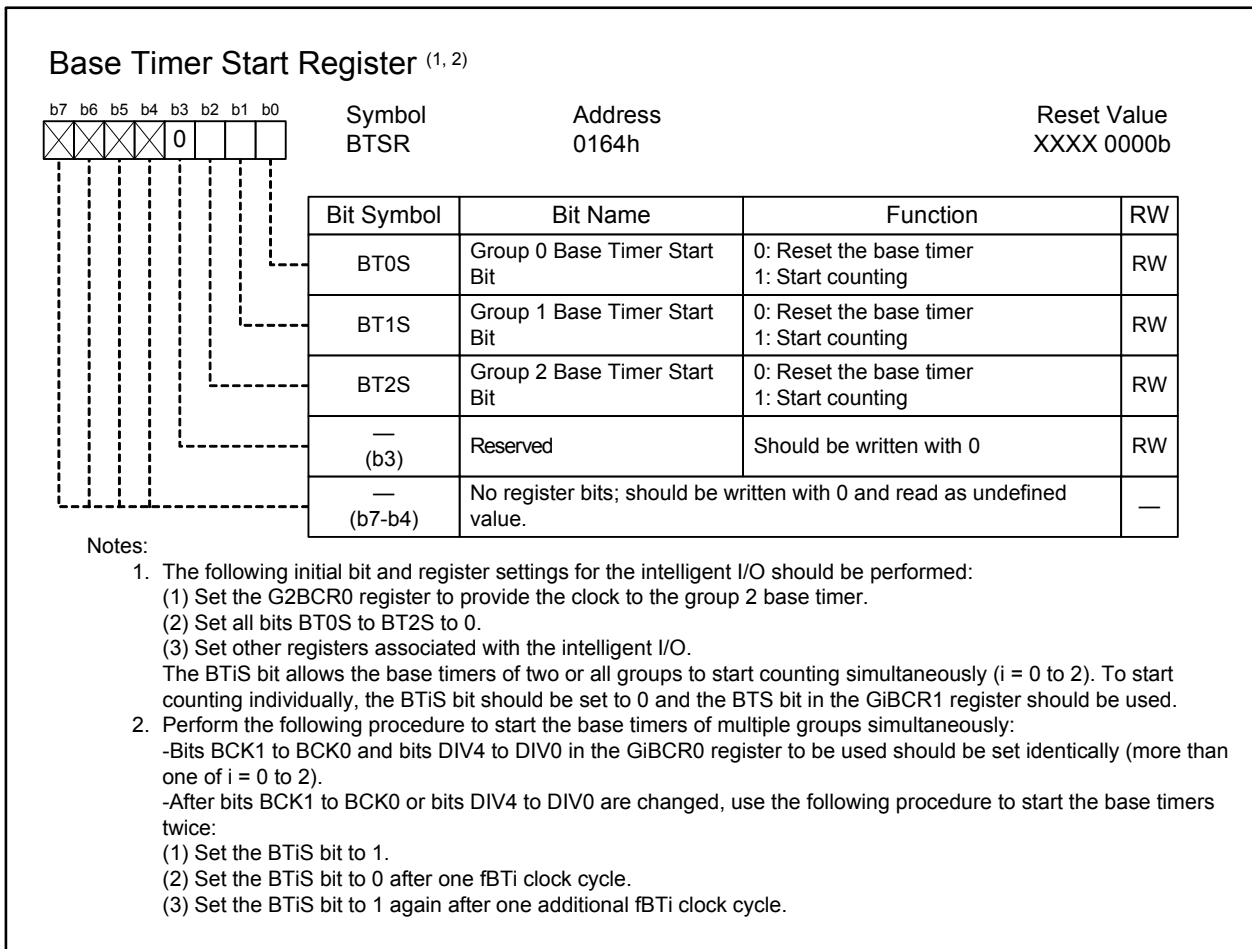 Base Timer Start Register (1, 2)
b7 b6 b5 b4 b3 b2 b1 b0
0
Symbol Address Reset Value
BTSR 0164h XXXX 0000b
Bit Symbol Bit Name Function RW
BT0S Group 0 Base Timer Start Bit 0: Reset the base timer 1: Start counting RW
BT1S Group 1 Base Timer Start Bit 0: Reset the base timer 1: Start counting RW
BT2S Group 2 Base Timer Start Bit 0: Reset the base timer 1: Start counting RW
— (b3) Reserved Should be written with 0 RW
— (b7-b4) No register bits; should be written with 0 and read as undefined value. —
Notes:
1. The following initial bit and register settings for the intelligent I/O should be performed:
(1) Set the G2BCR0 register to provide the clock to the group 2 base timer.
(2) Set all bits BT0S to BT2S to 0.
(3) Set other registers associated with the intelligent I/O.
The BTiS bit allows the base timers of two or all groups to start counting simultaneously (i = 0 to 2). To start
counting individually, the BTiS bit should be set to 0 and the BTS bit in the GiBCR1 register should be used.
2. Perform the following procedure to start the base timers of multiple groups simultaneously:
-Bits BCK1 to BCK0 and bits DIV4 to DIV0 in the GiBCR0 register to be used should be set identically (more than
one of i = 0 to 2).
-After bits BCK1 to BCK0 or bits DIV4 to DIV0 are changed, use the following procedure to start the base timers
twice:
(1) Set the BTiS bit to 1.
(2) Set the BTiS bit to 0 after one fBTi clock cycle.
(3) Set the BTiS bit to 1 again after one additional fBTi clock cycle.